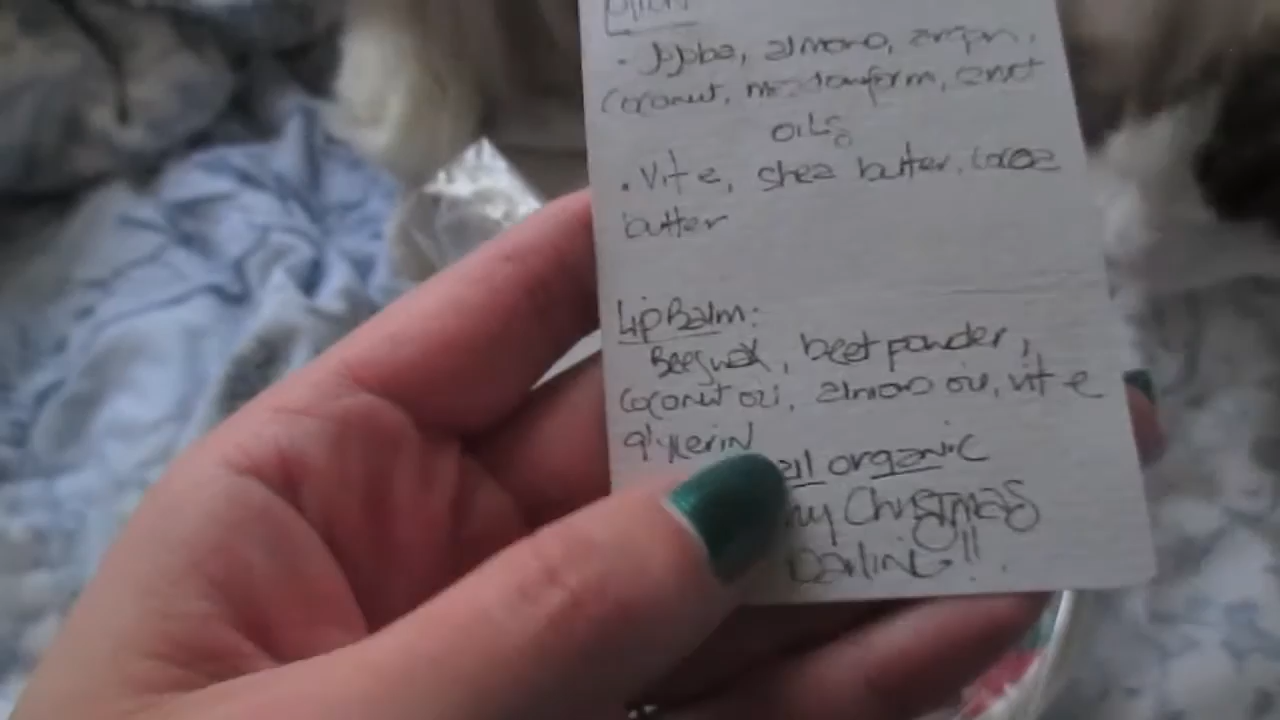 . Jojoba, almond, argan,
coconut, meadowfoam,
OILS
. Vit e, shea butter, cocoa
butter
Lip Balm:
Beeswax, beet powder,
coconut oil, almond oil, vit e
glycerin
all organic
Christmas
Darling!!